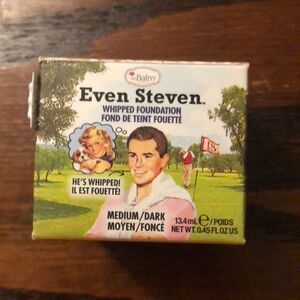 theBalm
Even Steven™
WHIPPED FOUNDATION
FOND DE TEINT FOUETTÉ
HE'S WHIPPED!
IL EST FOUETTÉ!
MEDIUM/DARK
MOYEN/FONCÉ
13.4 mL ℮/POIDS
NET WT. 0.45 FL OZ US